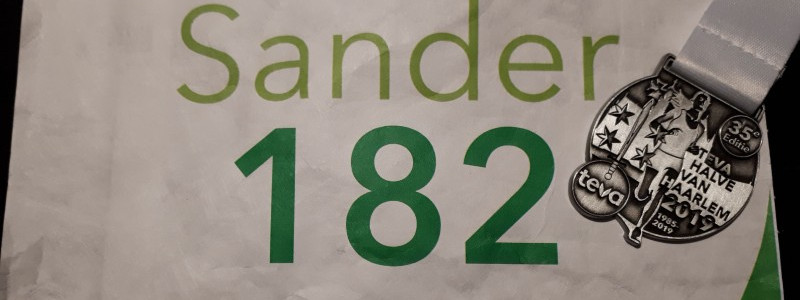 Sander
182
35e
Editie
TEVA
HALVE
VAN
HAARLEM
2019
1985-
2019
teva